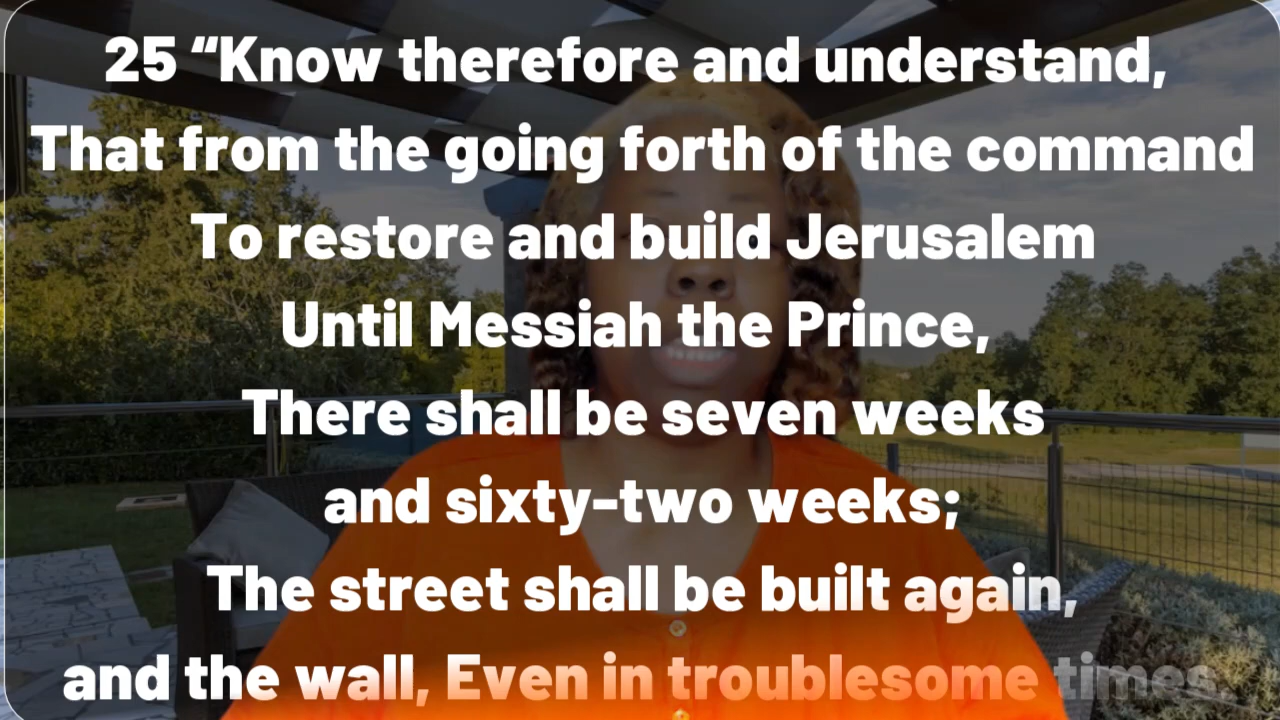 25 “Know therefore and understand,
That from the going forth of the command
To restore and build Jerusalem
Until Messiah the Prince,
There shall be seven weeks
and sixty-two weeks;
The street shall be built again,
and the wall, Even in troublesome times.